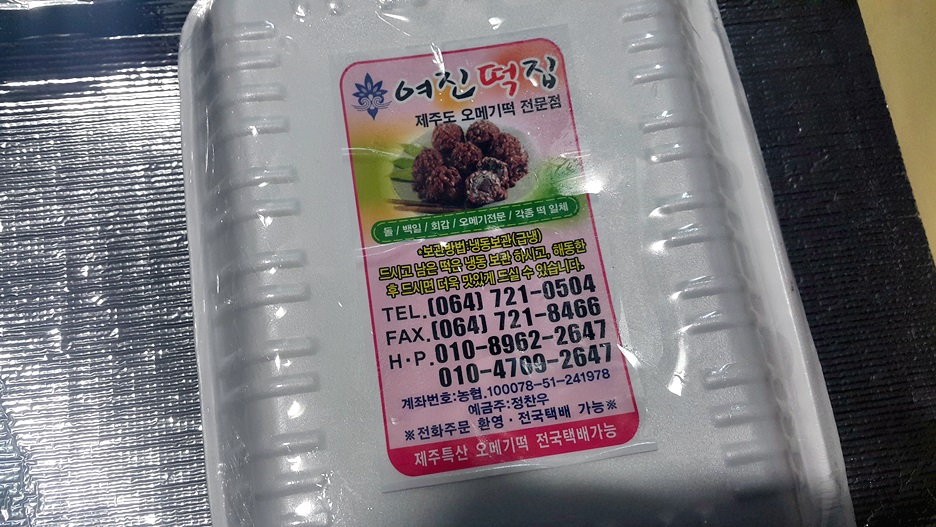 여진떡집
제주도 오메기떡 전문점
돌 / 백일 / 회갑 / 오메기전문 / 각종 떡 일체
·보관방법:냉동보관(급냉)
드시고 남은 떡은 냉동 보관 하시고, 해동한
후 드시면 더욱 맛있게 드실 수 있습니다.
TEL.(064) 721-0504
FAX.(064) 721-8466
H·P. 010-8962-2647
010-4769-2647
계좌번호:농협.100078-51-241978
예금주:정찬우
※전화주문 환영·전국택배 가능※
제주특산 오메기떡 전국택배가능